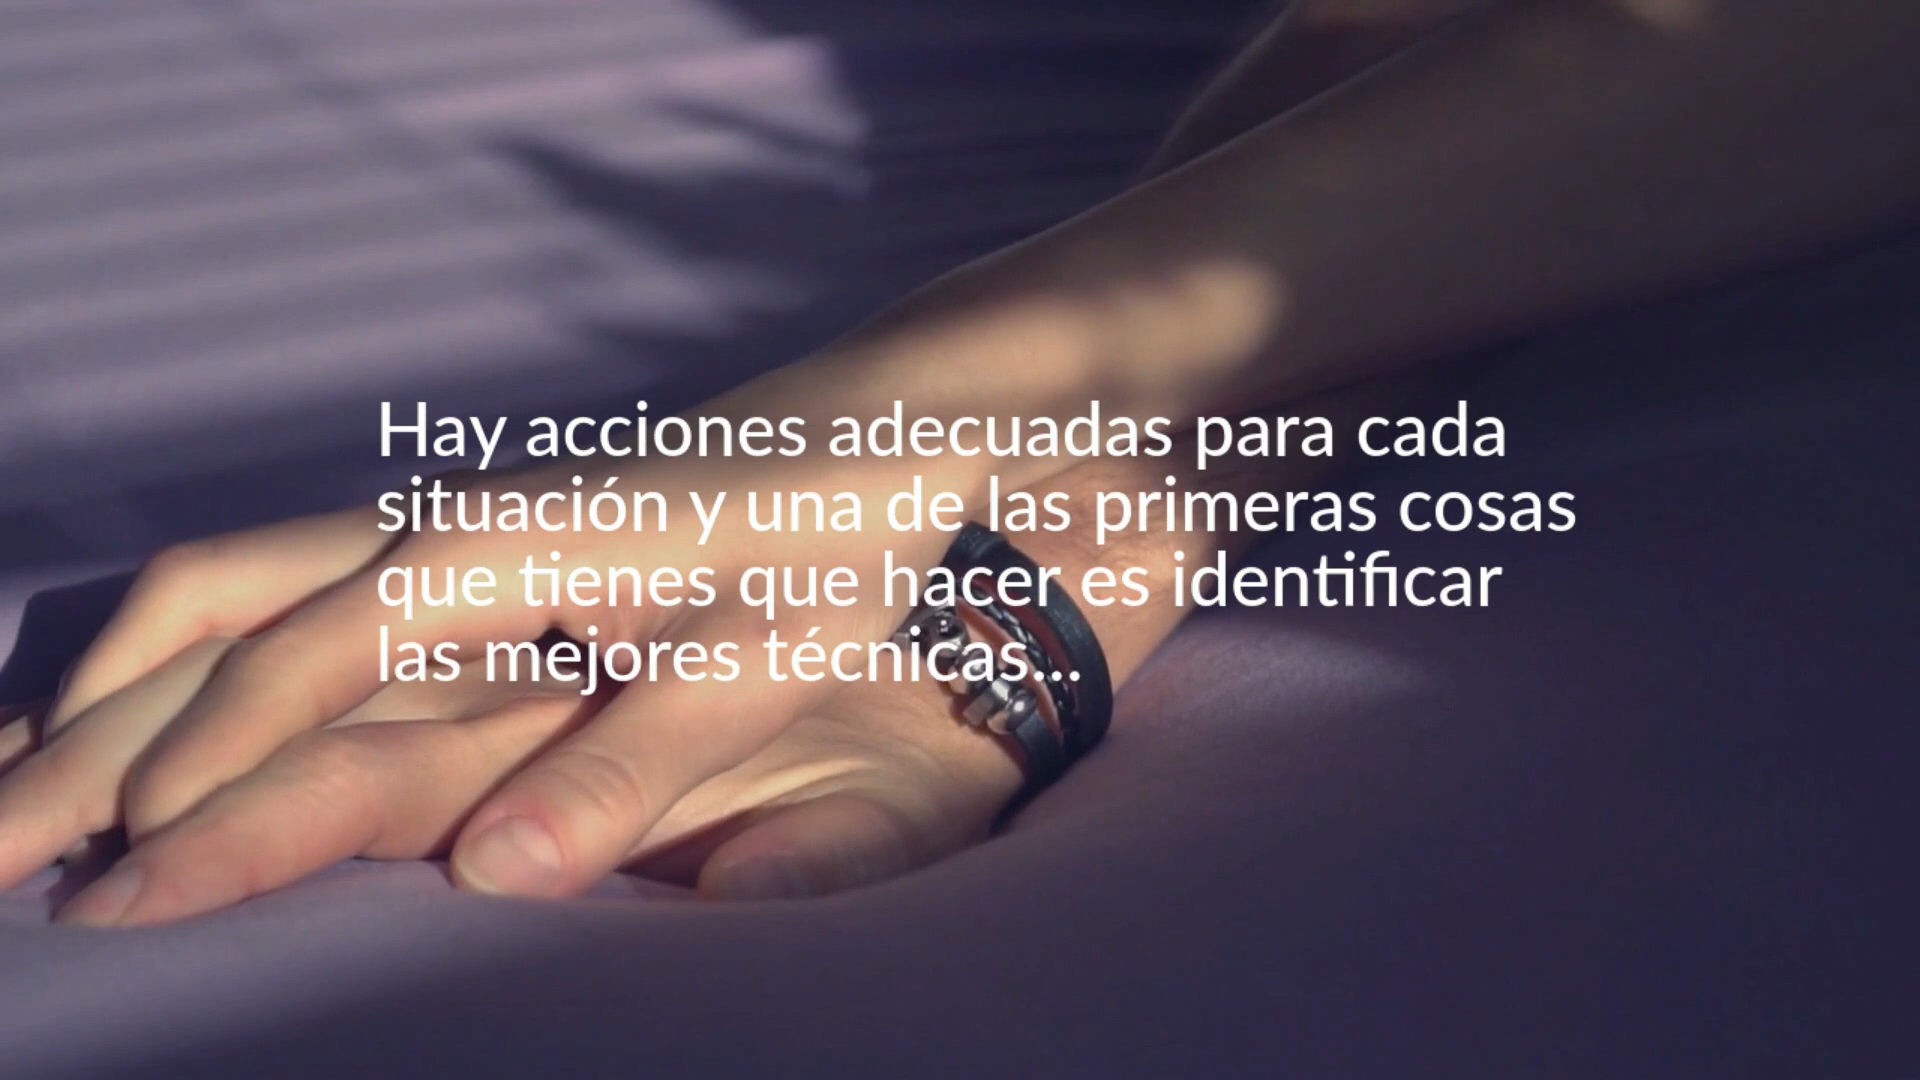 Hay acciones adecuadas para cada
situación y una de las primeras cosas
que tienes que hacer es identificar
las mejores técnicas...